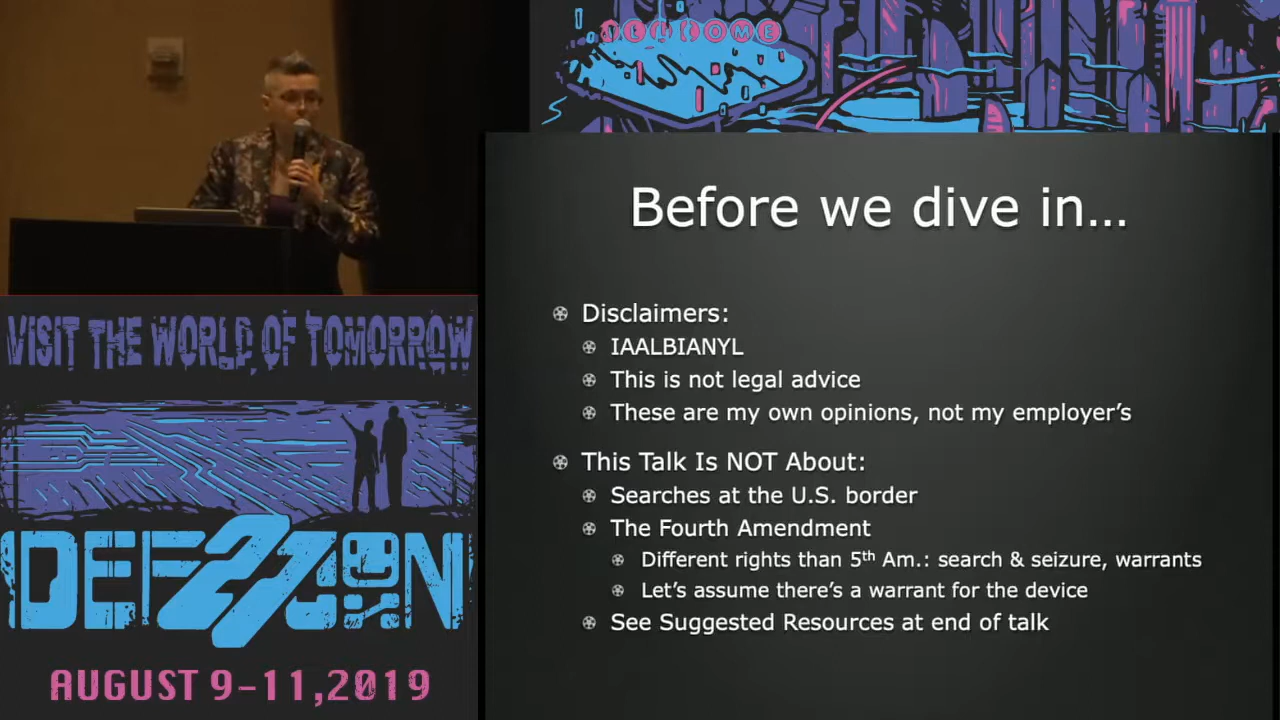 WELCOME
Before we dive in…
Disclaimers:
IAALBIANYL
This is not legal advice
These are my own opinions, not my employer’s
This Talk Is NOT About:
Searches at the U.S. border
The Fourth Amendment
Different rights than 5th Am.: search & seizure, warrants
Let’s assume there’s a warrant for the device
See Suggested Resources at end of talk
VISIT THE WORLD OF TOMORROW
DEF CON
27
AUGUST 9-11,2019